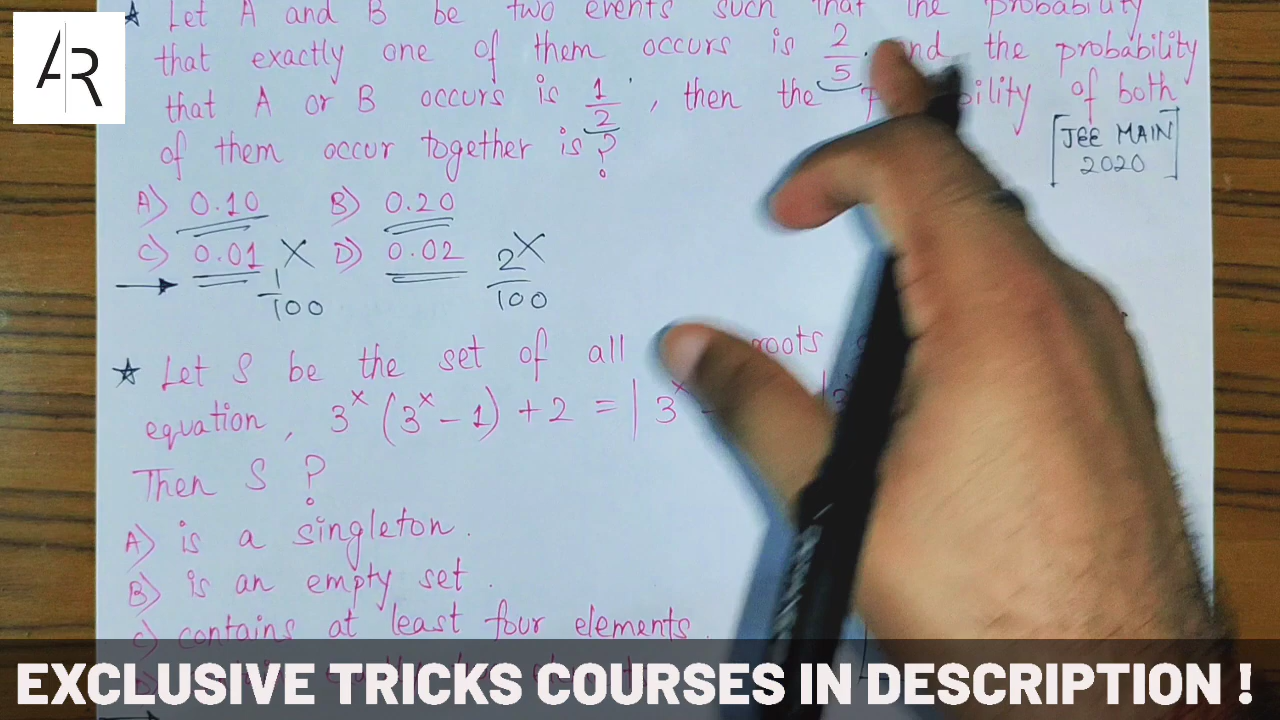 AR
Let A and B be two events such that the probability
that exactly one of them occurs is 2/5 and the probability
that A or B occurs is 1/2, then the bility of both
of them occur together is?
[JEE MAIN
2020]
A) 0.10 B) 0.20
C) 0.01 X D) 0.02 X
1/100 2/100
Let S be the set of all roots
equation, 3^x (3^x - 1) + 2 = | 3^x
Then S ?
A) is a singleton.
B) is an empty set.
C) contains at least four elements.
EXCLUSIVE TRICKS COURSES IN DESCRIPTION !